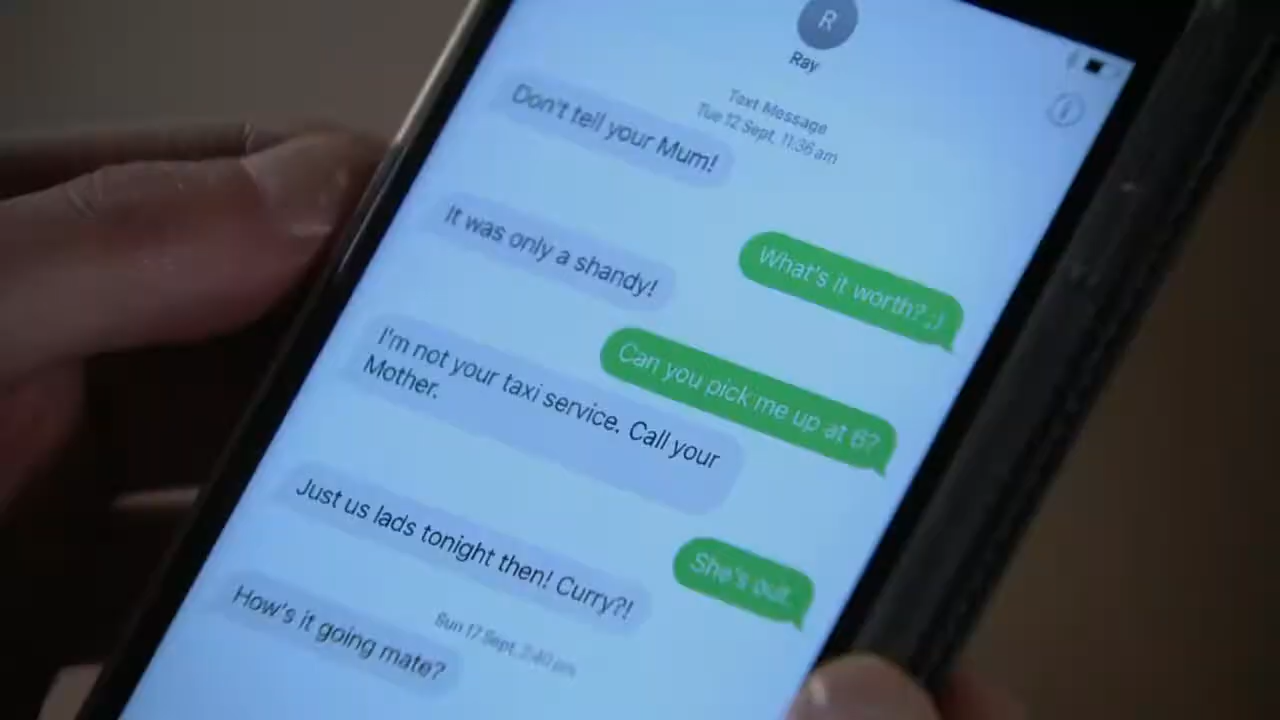 R
Ray
Text Message
Tue 12 Sept, 11:36 am
Don't tell your Mum!
What's it worth? ;)
It was only a shandy!
Can you pick me up at 6?
I'm not your taxi service. Call your
Mother.
She's out.
Just us lads tonight then! Curry?!
Sun 17 Sept, 2:40 pm
How's it going mate?